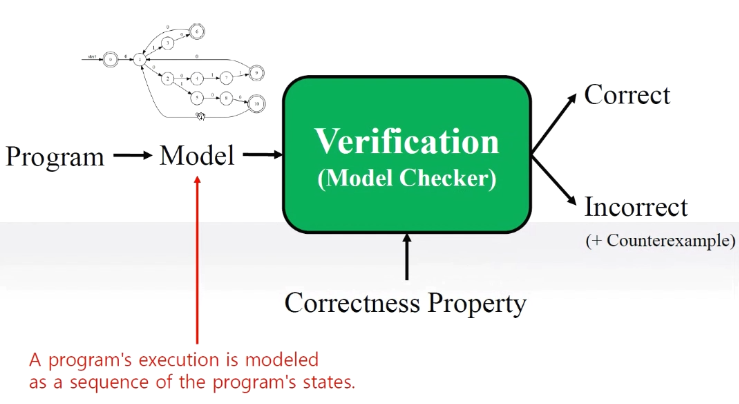 Program
Model
Verification
(Model Checker)
Correct
Incorrect
(+ Counterexample)
Correctness Property
A program's execution is modeled
as a sequence of the program's states.